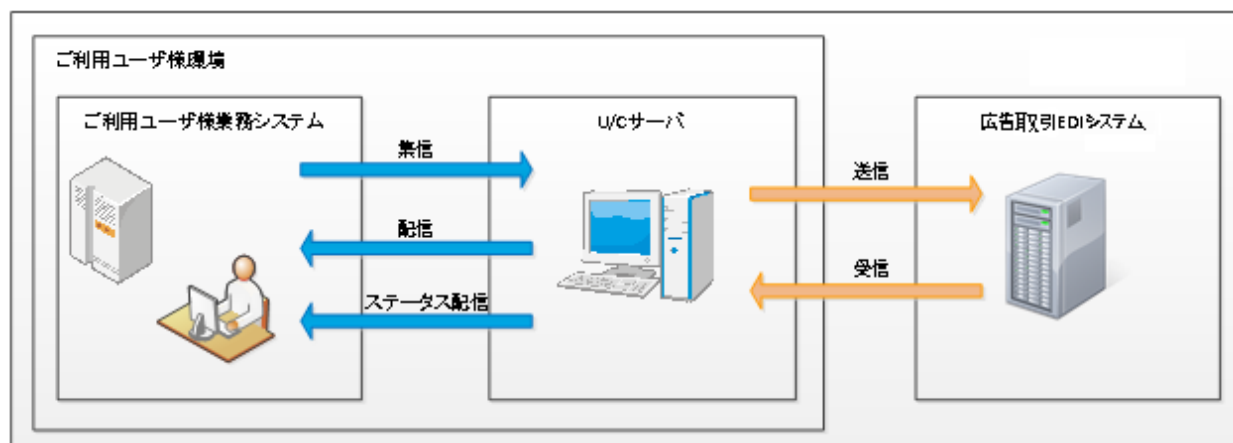 ご利用ユーザ様環境
ご利用ユーザ様業務システム
U/Cサーバ
広告取引EDIシステム
集信
送信
配信
受信
ステータス配信